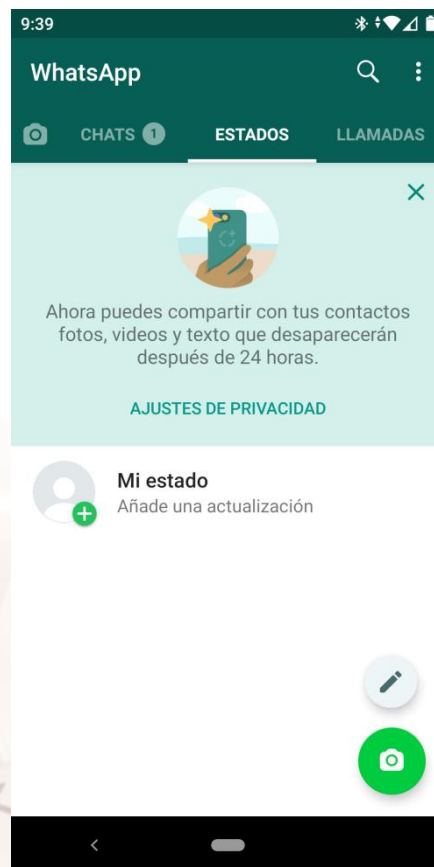 9:39
WhatsApp
CHATS 1 ESTADOS LLAMADAS
Ahora puedes compartir con tus contactos
fotos, videos y texto que desaparecerán
después de 24 horas.
AJUSTES DE PRIVACIDAD
Mi estado
Añade una actualización